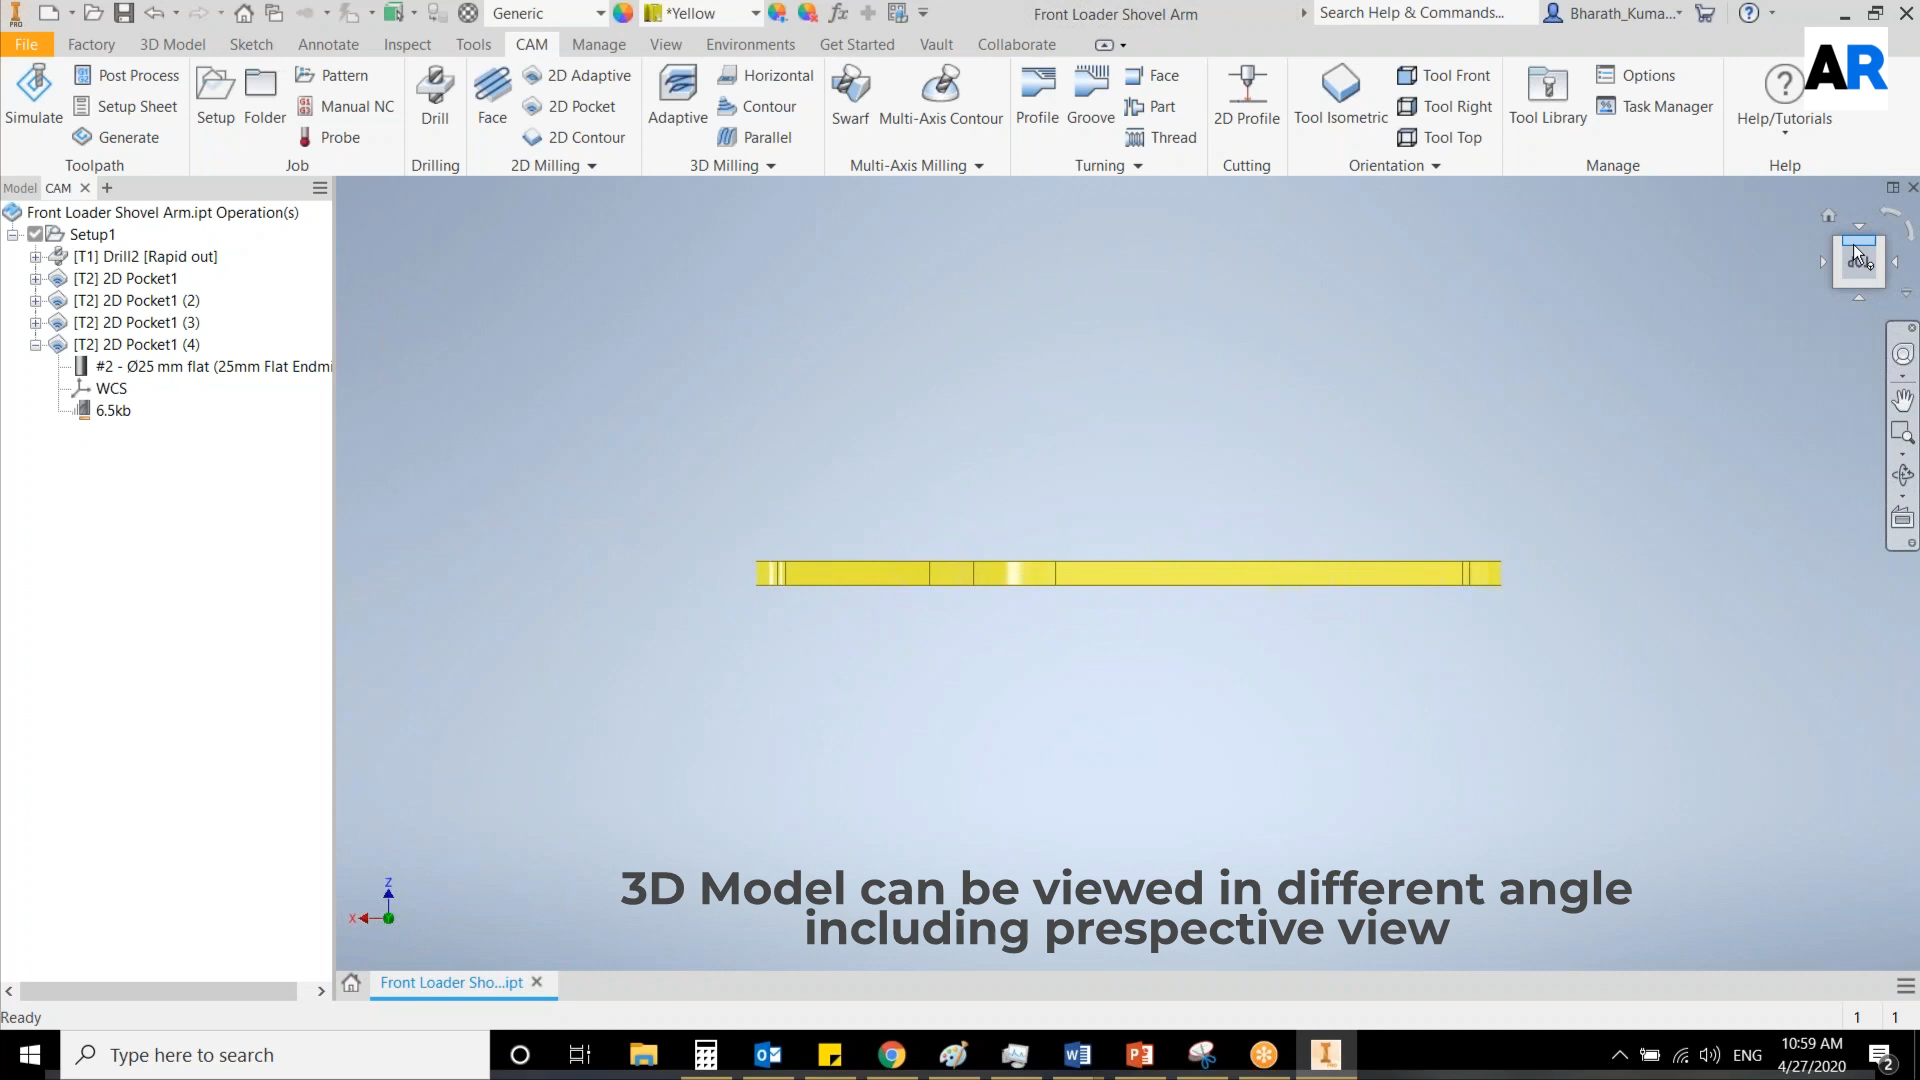 PRO
Generic
*Yellow
Front Loader Shovel Arm
Search Help & Commands...
Bharath_Kuma...
File
Factory
3D Model
Sketch
Annotate
Inspect
Tools
CAM
Manage
View
Environments
Get Started
Vault
Collaborate
AR
Simulate
Post Process
Setup Sheet
Generate
Toolpath
Setup
Folder
Pattern
Manual NC
Probe
Job
Drill
Drilling
Face
2D Adaptive
2D Pocket
2D Contour
2D Milling
Adaptive
Horizontal
Contour
Parallel
3D Milling
Swarf
Multi-Axis Contour
Multi-Axis Milling
Profile
Groove
Face
Part
Thread
Turning
2D Profile
Cutting
Tool Isometric
Tool Front
Tool Right
Tool Top
Orientation
Tool Library
Options
Task Manager
Manage
Help/Tutorials
Help
Model
CAM
Front Loader Shovel Arm.ipt Operation(s)
Setup1
[T1] Drill2 [Rapid out]
[T2] 2D Pocket1
[T2] 2D Pocket1 (2)
[T2] 2D Pocket1 (3)
[T2] 2D Pocket1 (4)
#2 - Ø25 mm flat (25mm Flat Endmi
WCS
6.5kb
Z
X
3D Model can be viewed in different angle
including prespective view
Front Loader Sho...ipt
Ready
1 1
Type here to search
ENG
10:59 AM
4/27/2020
2